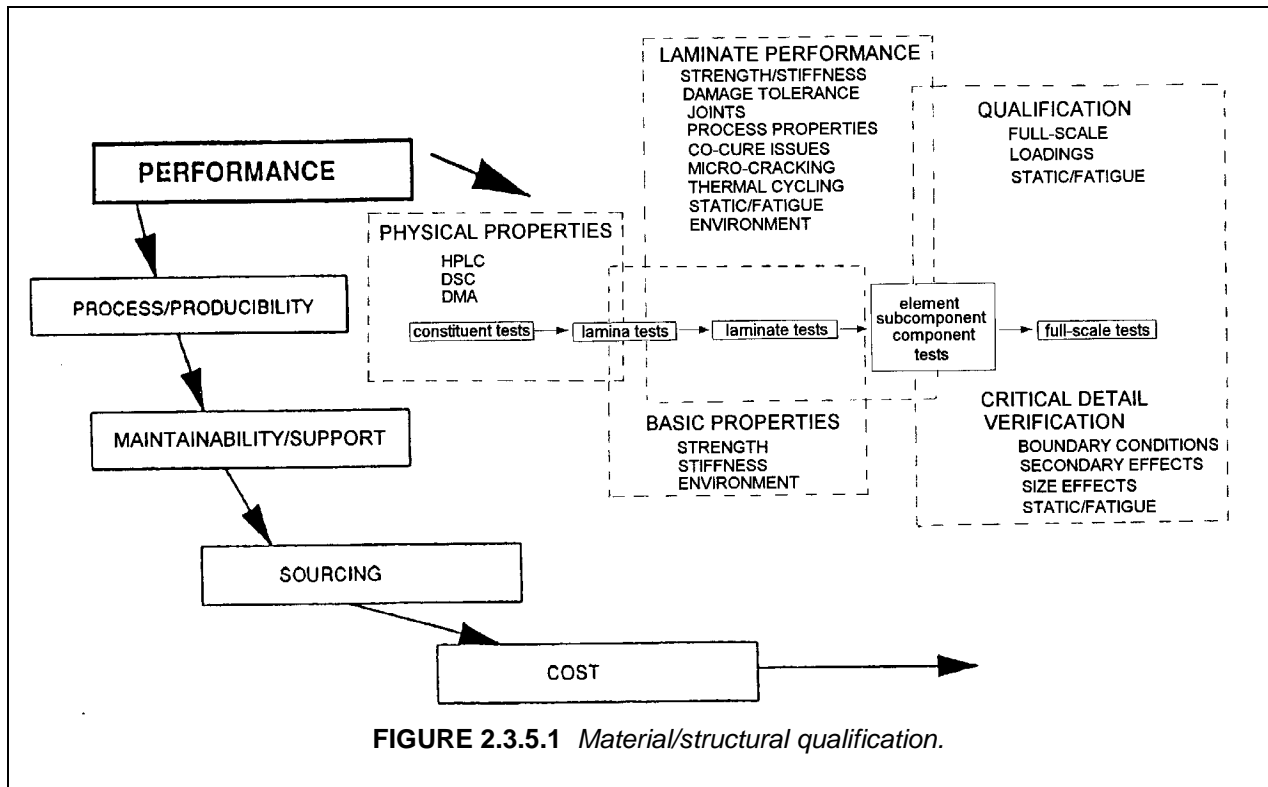 LAMINATE PERFORMANCE
STRENGTH/STIFFNESS
DAMAGE TOLERANCE
JOINTS
PROCESS PROPERTIES
CO-CURE ISSUES
MICRO-CRACKING
THERMAL CYCLING
STATIC/FATIGUE
ENVIRONMENT
QUALIFICATION
FULL-SCALE
LOADINGS
STATIC/FATIGUE
PERFORMANCE
PHYSICAL PROPERTIES
HPLC
DSC
DMA
PROCESS/PRODUCIBILITY
constituent tests
lamina tests
laminate tests
element
subcomponent
component
tests
full-scale tests
MAINTAINABILITY/SUPPORT
BASIC PROPERTIES
STRENGTH
STIFFNESS
ENVIRONMENT
CRITICAL DETAIL
VERIFICATION
BOUNDARY CONDITIONS
SECONDARY EFFECTS
SIZE EFFECTS
STATIC/FATIGUE
SOURCING
COST
FIGURE 2.3.5.1 Material/structural qualification.